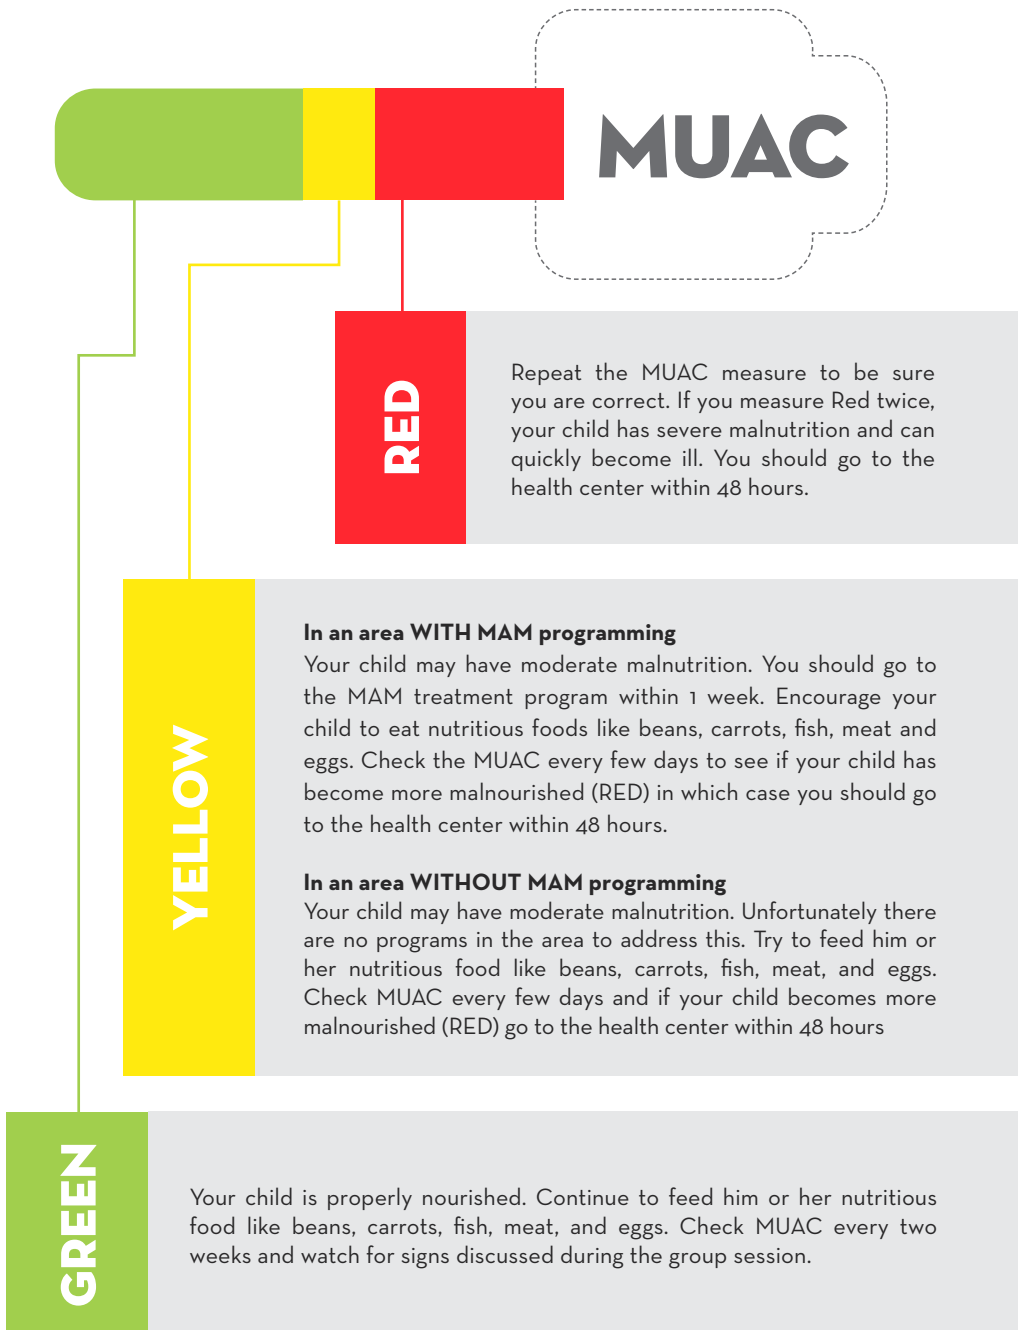 MUAC
RED
Repeat the MUAC measure to be sure
you are correct. If you measure Red twice,
your child has severe malnutrition and can
quickly become ill. You should go to the
health center within 48 hours.
YELLOW
In an area WITH MAM programming
Your child may have moderate malnutrition. You should go to
the MAM treatment program within 1 week. Encourage your
child to eat nutritious foods like beans, carrots, fish, meat and
eggs. Check the MUAC every few days to see if your child has
become more malnourished (RED) in which case you should go
to the health center within 48 hours.
In an area WITHOUT MAM programming
Your child may have moderate malnutrition. Unfortunately there
are no programs in the area to address this. Try to feed him or
her nutritious food like beans, carrots, fish, meat, and eggs.
Check MUAC every few days and if your child becomes more
malnourished (RED) go to the health center within 48 hours
GREEN
Your child is properly nourished. Continue to feed him or her nutritious
food like beans, carrots, fish, meat, and eggs. Check MUAC every two
weeks and watch for signs discussed during the group session.